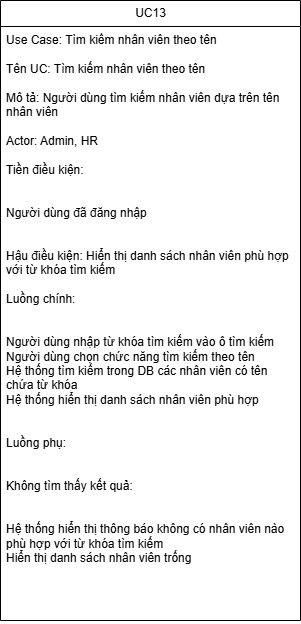 UC13
Use Case: Tìm kiếm nhân viên theo tên
Tên UC: Tìm kiếm nhân viên theo tên
Mô tả: Người dùng tìm kiếm nhân viên dựa trên tên
nhân viên
Actor: Admin, HR
Tiền điều kiện:
Người dùng đã đăng nhập
Hậu điều kiện: Hiển thị danh sách nhân viên phù hợp
với từ khóa tìm kiếm
Luồng chính:
Người dùng nhập từ khóa tìm kiếm vào ô tìm kiếm
Người dùng chọn chức năng tìm kiếm theo tên
Hệ thống tìm kiếm trong DB các nhân viên có tên
chứa từ khóa
Hệ thống hiển thị danh sách nhân viên phù hợp
Luồng phụ:
Không tìm thấy kết quả:
Hệ thống hiển thị thông báo không có nhân viên nào
phù hợp với từ khóa tìm kiếm
Hiển thị danh sách nhân viên trống